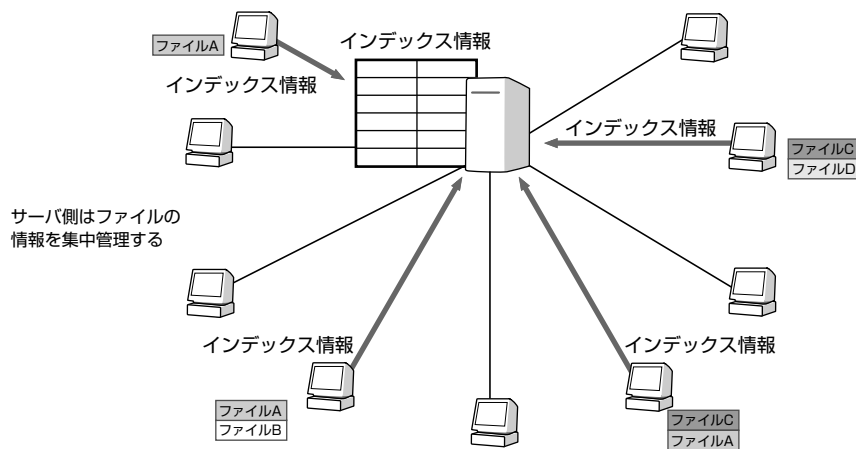 ファイルA
インデックス情報
インデックス情報
インデックス情報
ファイルC
ファイルD
サーバ側はファイルの
情報を集中管理する
インデックス情報
インデックス情報
ファイルA
ファイルB
ファイルC
ファイルA